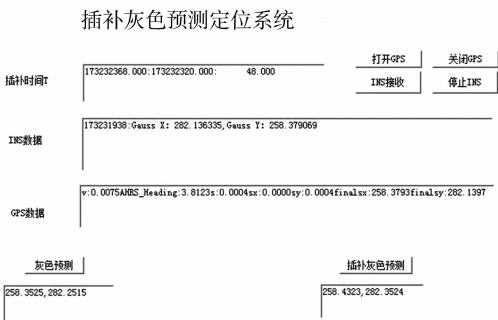 插补灰色预测定位系统
打开GPS 关闭GPS
插补时间T 173232368.000:173232320.000: 48.000
INS接收 停止INS
INS数据 173231938:Gauss X: 282.136335,Gauss Y: 258.379069
GPS数据 v:0.0075AHRS_Heading:3.8123s:0.0004sx:0.0000sy:0.0004finalsx:258.3793finalsy:282.1397
灰色预测 插补灰色预测
258.3525,282.2515 258.4323,282.3524